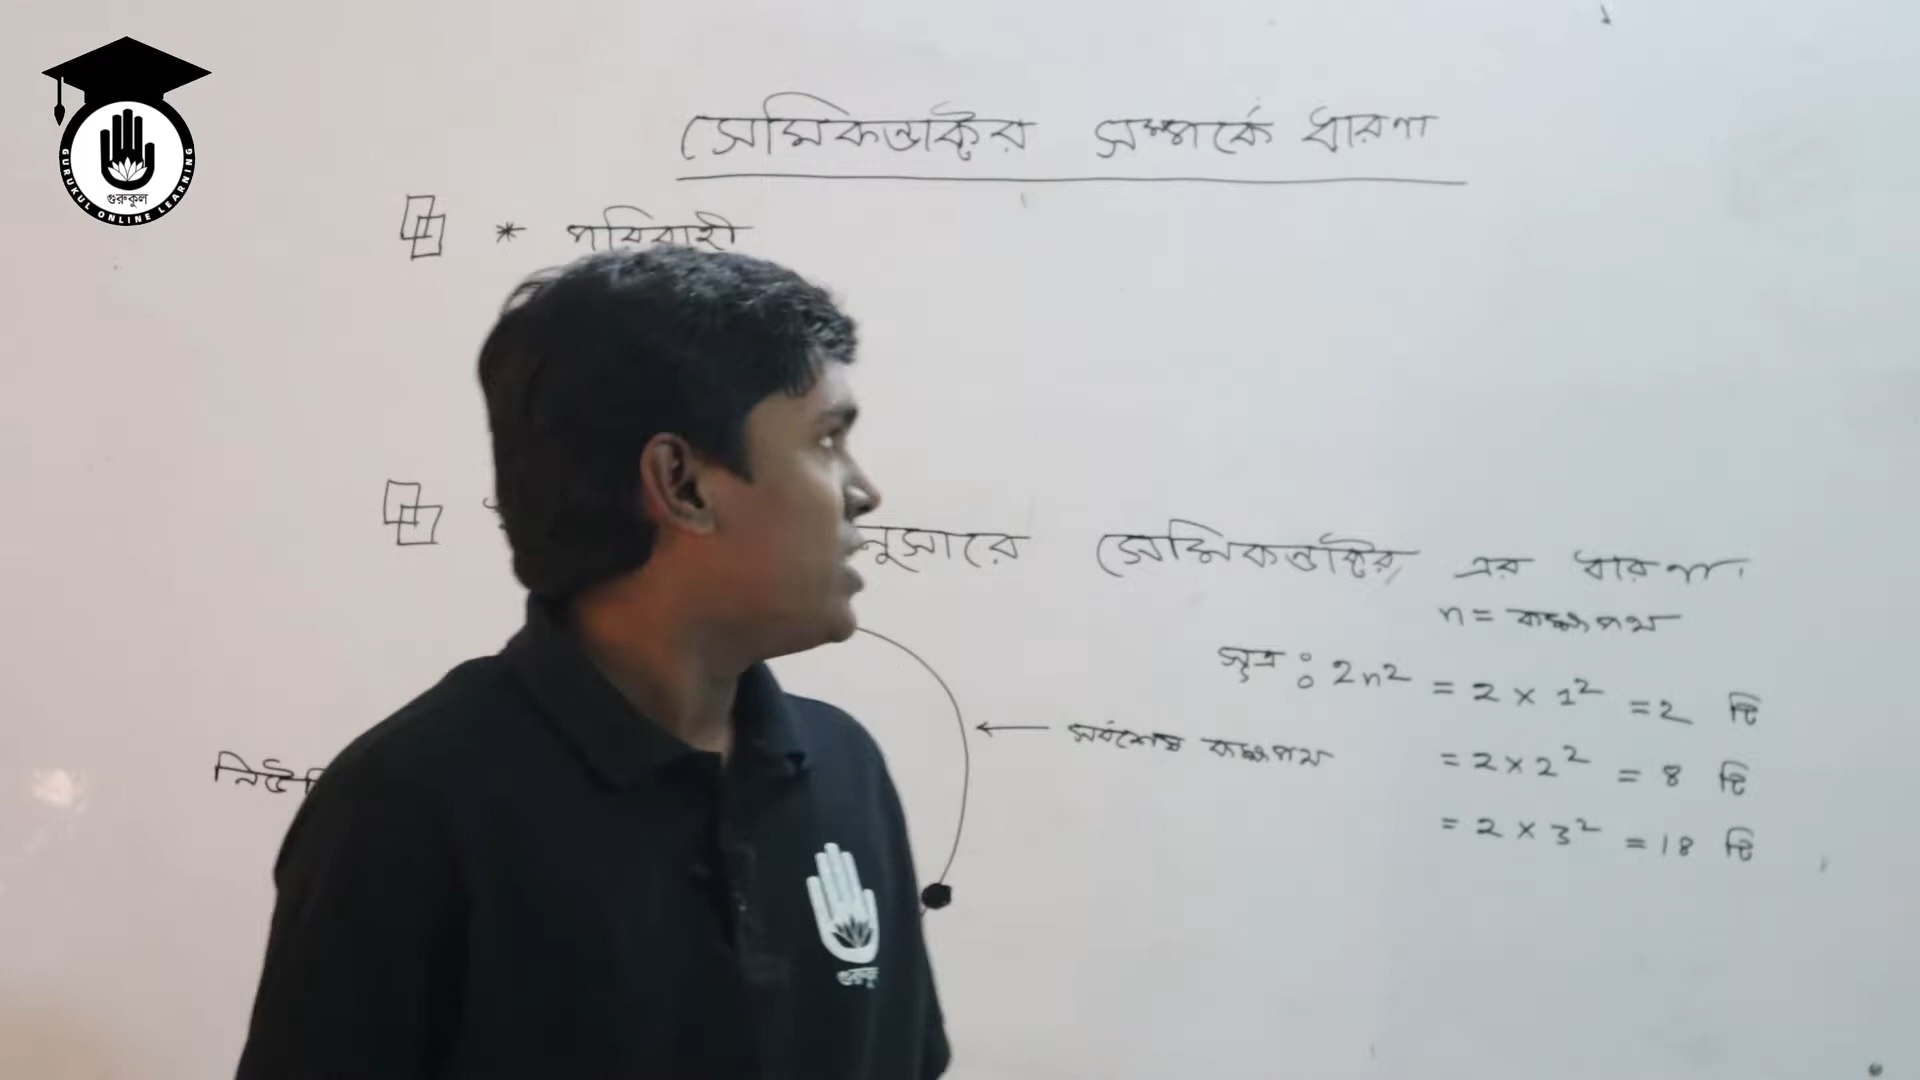 GURUKUL ONLINE LEARNING
গুরুকুল
সেমিকন্ডাক্টর সম্পর্কে ধারণা
* পরিবাহী
নুসারে সেমিকন্ডাক্টর এর ধারণা।
n = কক্ষপথ
সূত্র : 2n² = 2 × 1² = 2 টি
সর্বশেষ কক্ষপথ
= 2 × 2² = 8 টি
= 2 × 3² = 18 টি
গুরুকুল